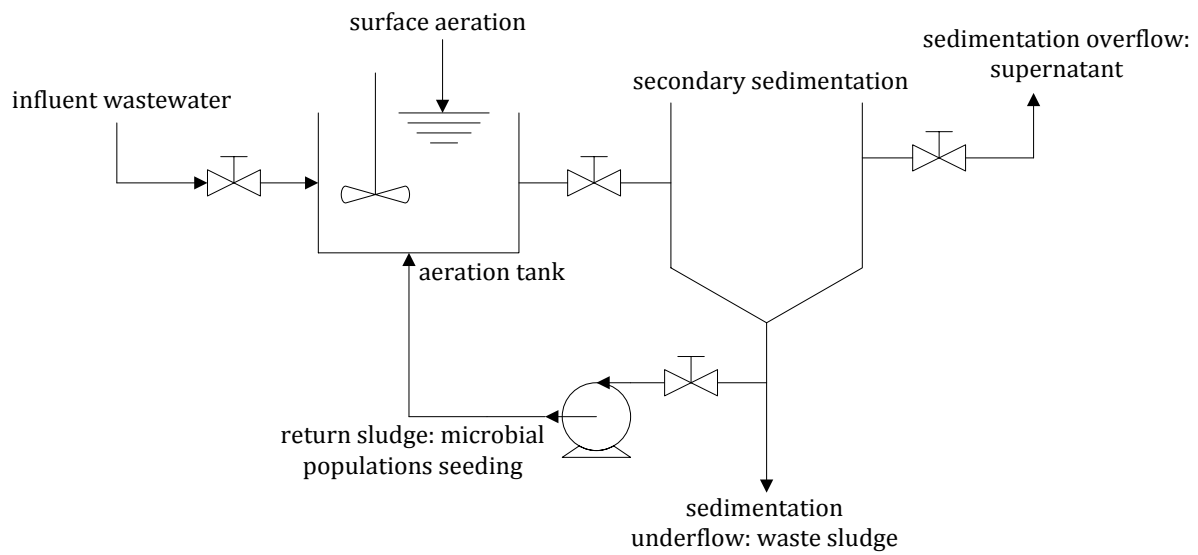 surface aeration
sedimentation overflow:
supernatant
influent wastewater
secondary sedimentation
aeration tank
return sludge: microbial
populations seeding
sedimentation
underflow: waste sludge